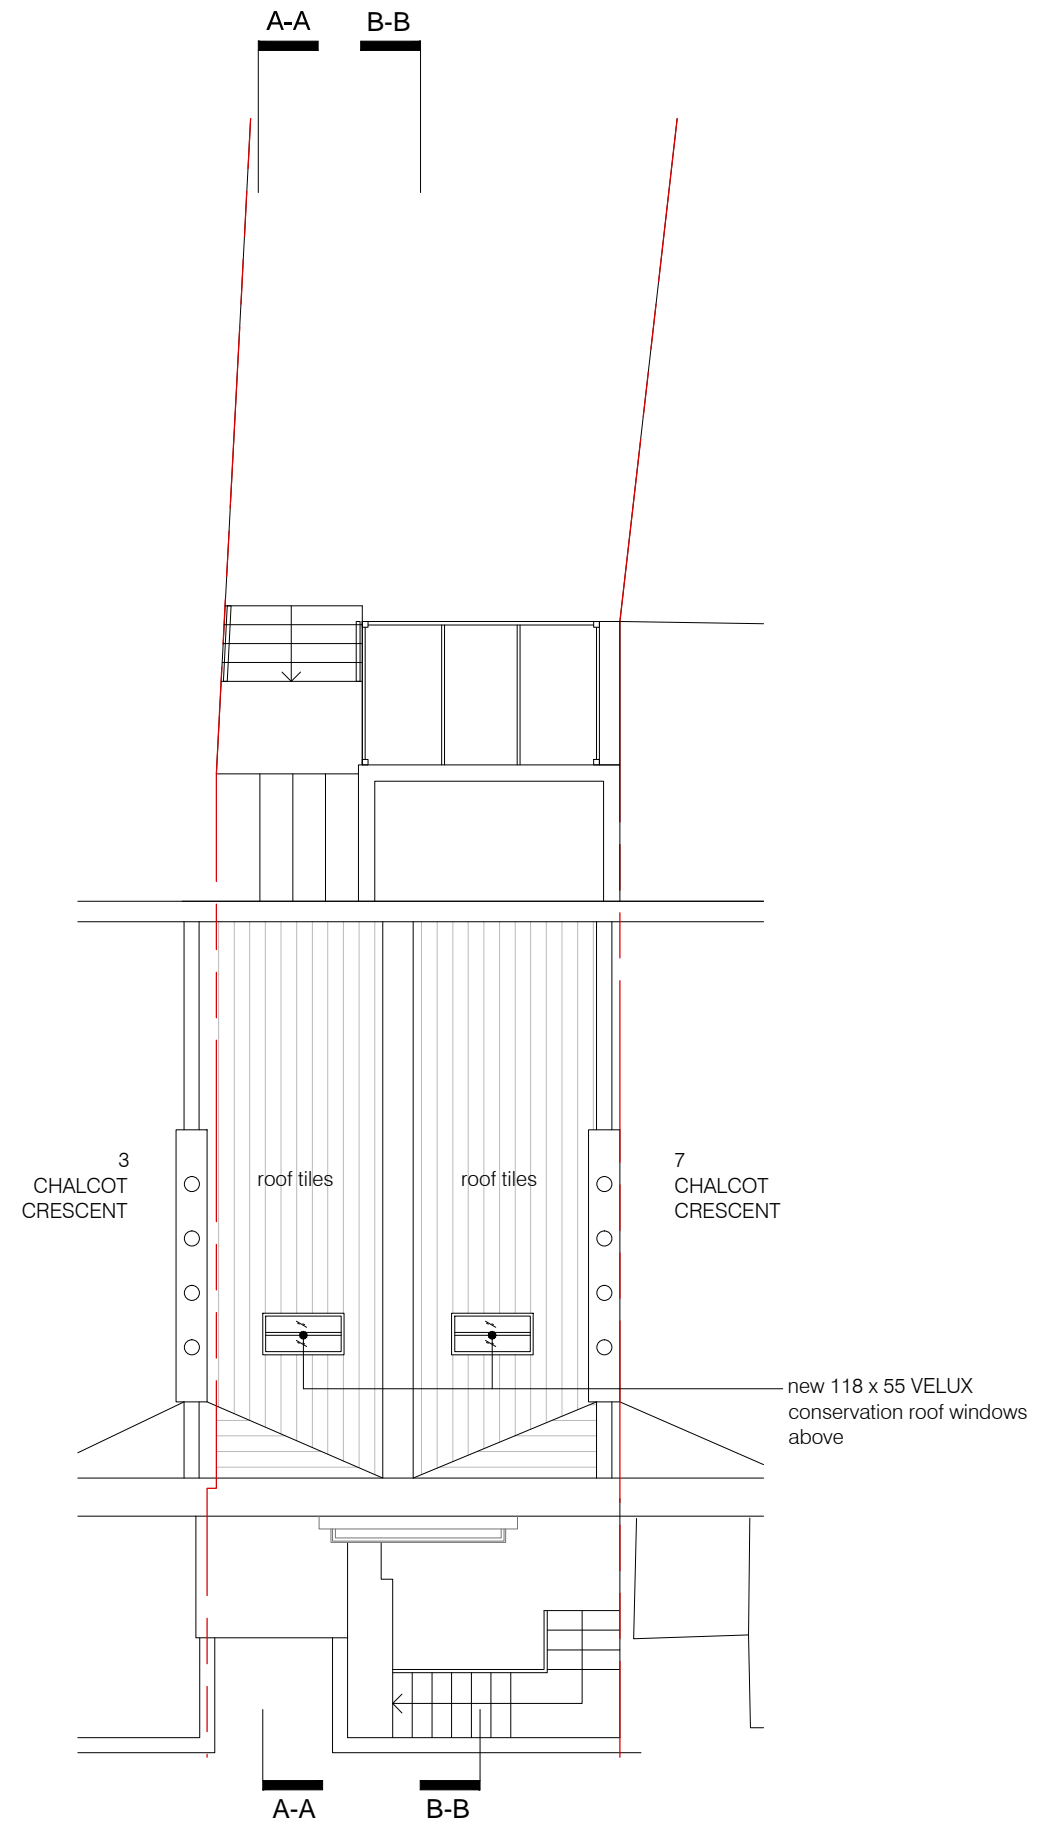 A-A
B-B
3
CHALCOT
CRESCENT
roof tiles
roof tiles
7
CHALCOT
CRESCENT
new 118 x 55 VELUX
conservation roof windows
above
A-A
B-B